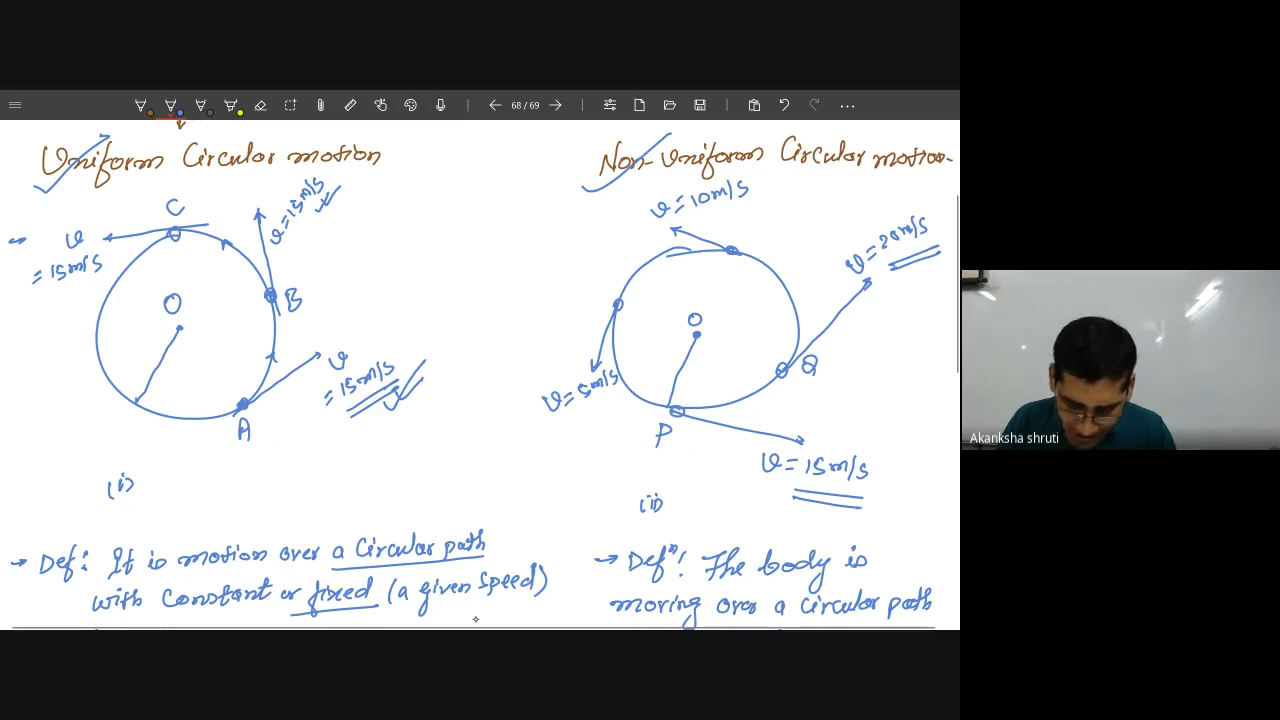 68 / 69
Uniform Circular motion
Non-Uniform Circular motion
C
v = 15m/s
v
= 15m/s
B
O
v
= 15m/s
A
(i)
v = 10m/s
v = 20m/s
O
Q
v = 5m/s
P
v = 15m/s
(ii)
→ Def: It is motion over a Circular path
with constant or fixed (a given speed)
→ Defⁿ: The body is
moving over a circular path
Akanksha shruti